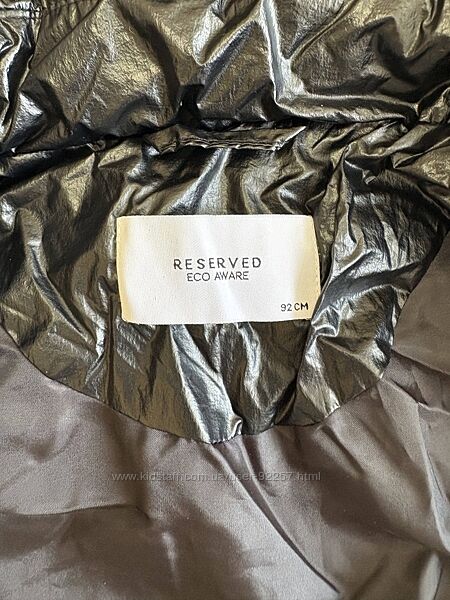 RESERVED
ECO AWARE
92 CM
www.kidstaff.com.ua/user-92257.html